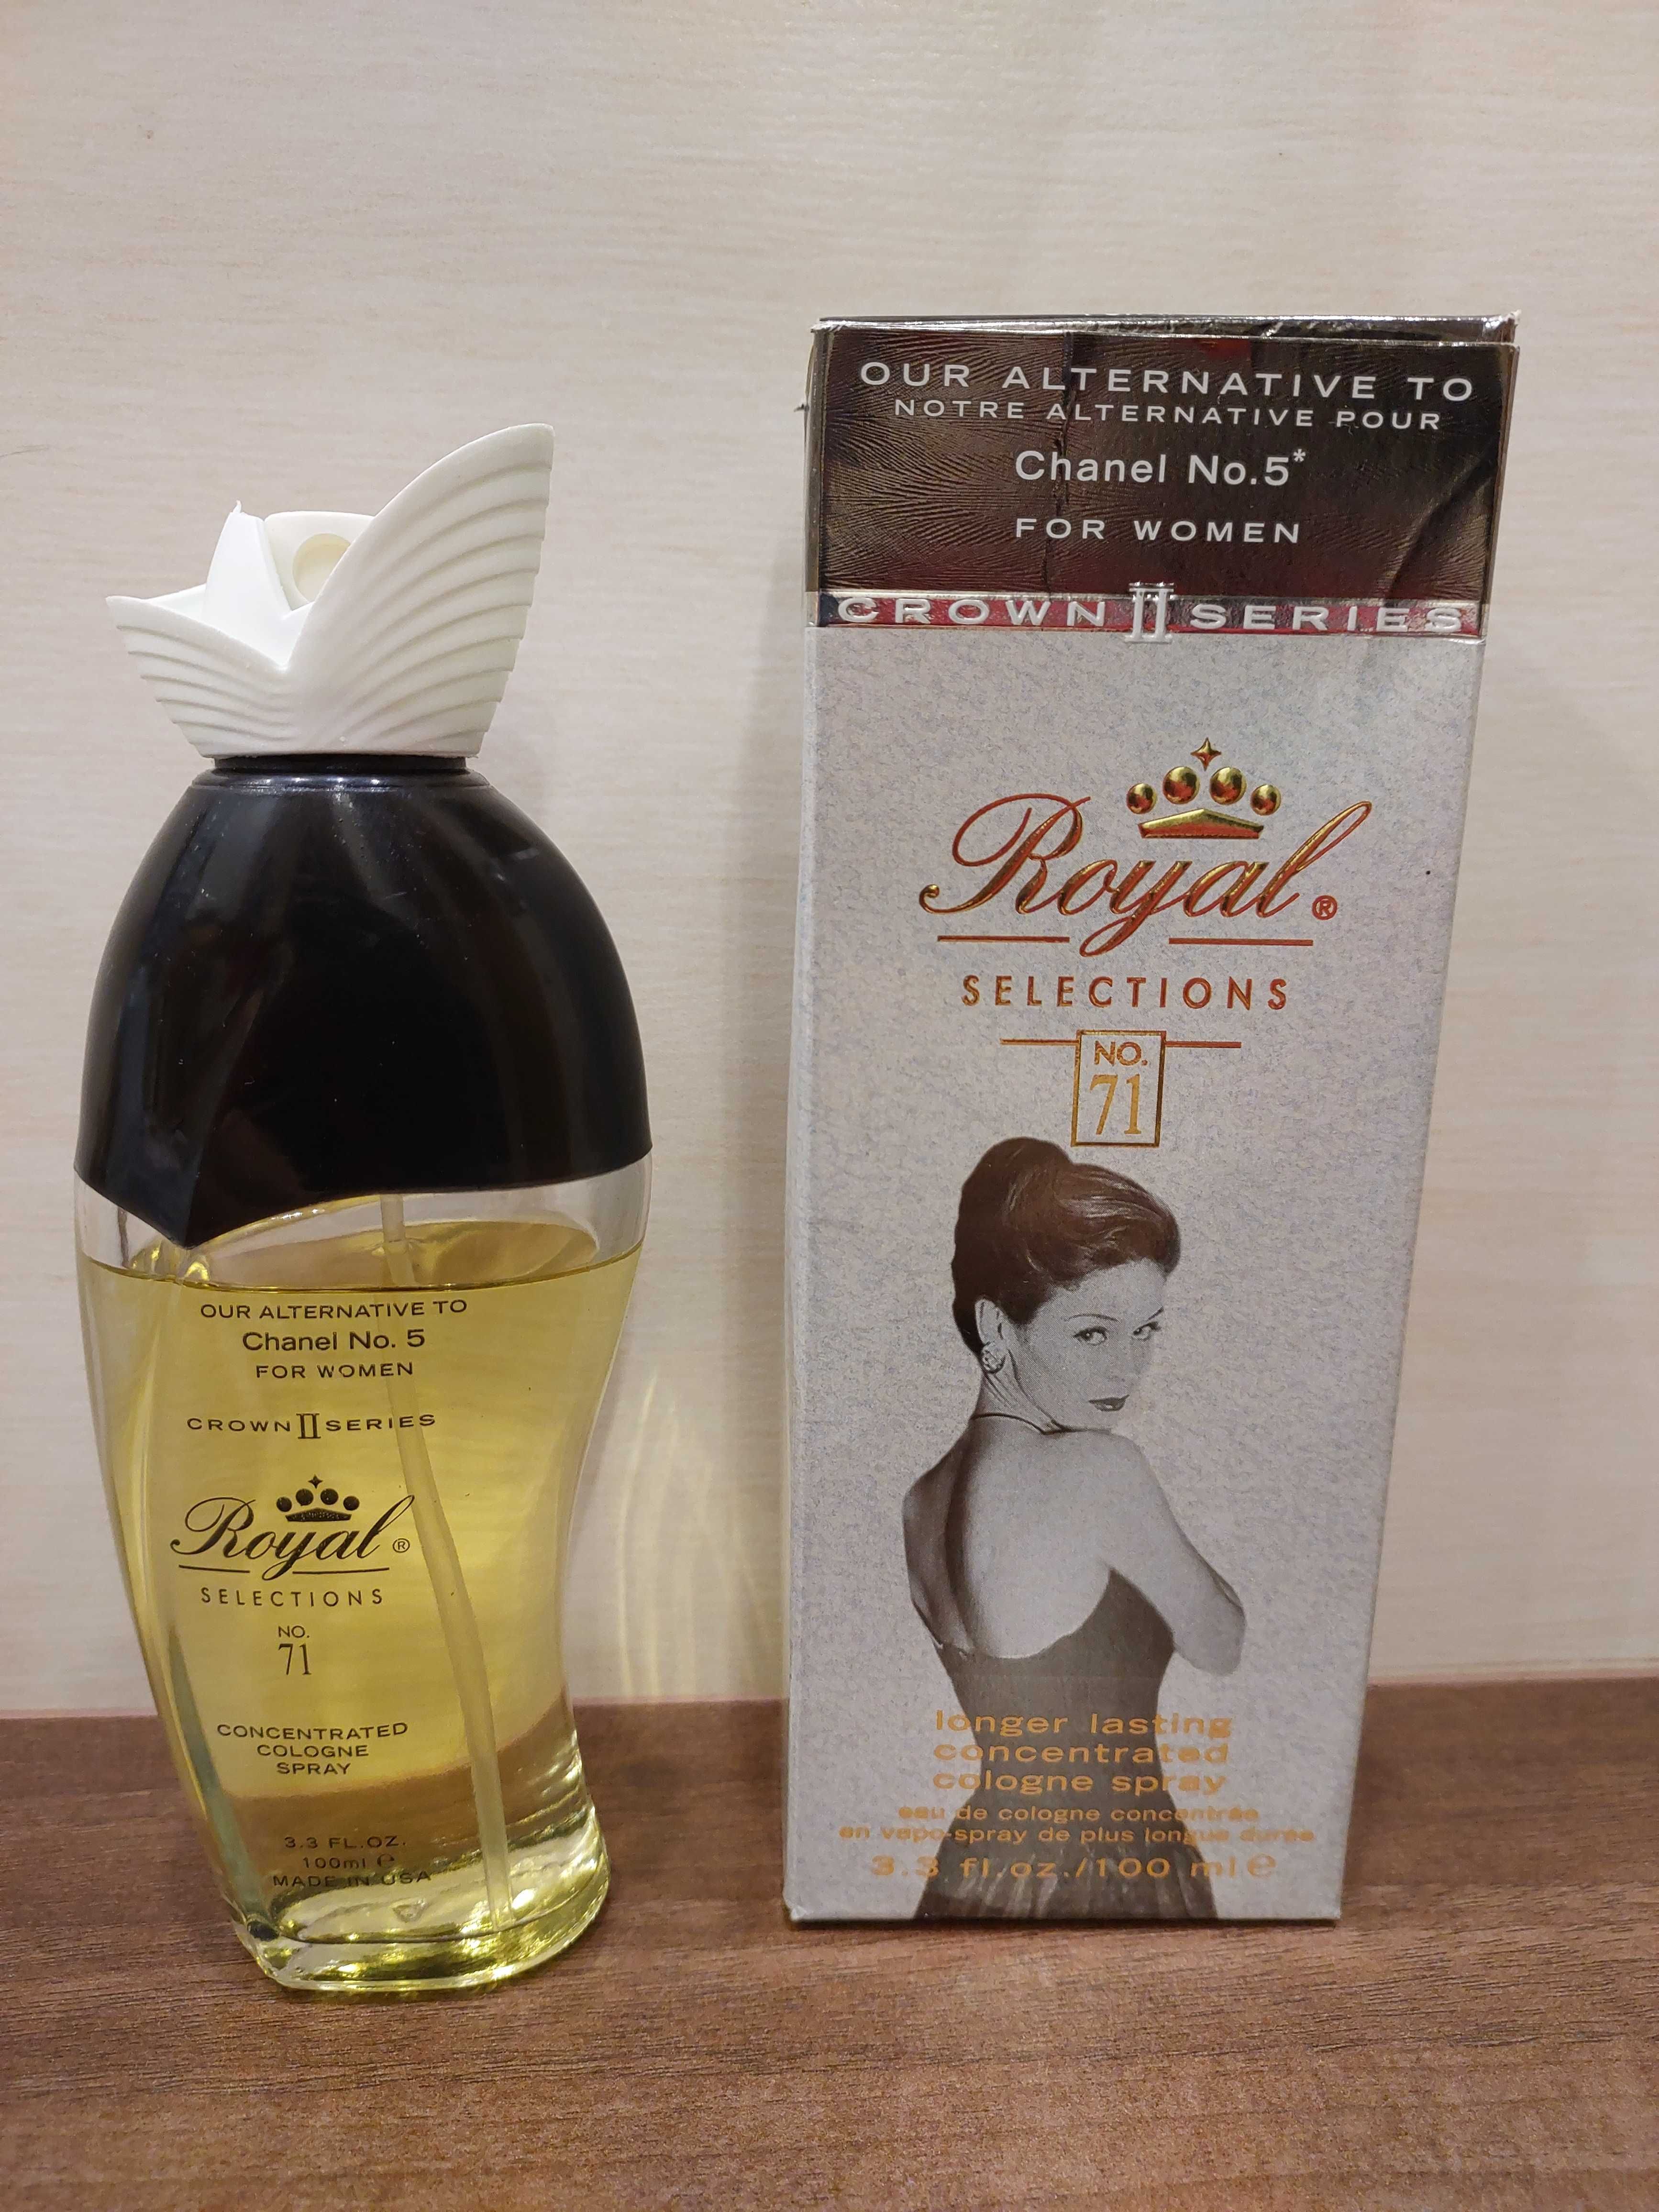 OUR ALTERNATIVE TO
Chanel No. 5
FOR WOMEN
CROWN II SERIES
Royal ®
SELECTIONS
NO.
71
CONCENTRATED
COLOGNE
SPRAY
3.3 FL.OZ.
100ml ℮
MADE IN USA
OUR ALTERNATIVE TO
NOTRE ALTERNATIVE POUR
Chanel No.5*
FOR WOMEN
CROWN II SERIES
Royal ®
SELECTIONS
NO.
71
longer lasting
concentrated
cologne spray
eau de cologne concentrée
en vapo-spray de plus longue durée
3.3 fl.oz./100 ml ℮